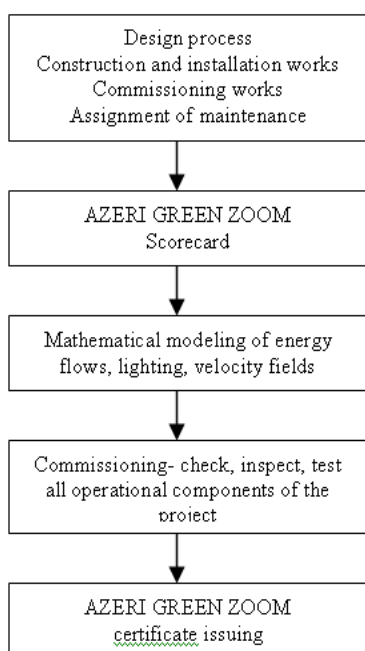 Design process
Construction and installation works
Commissioning works
Assignment of maintenance
AZERI GREEN ZOOM
Scorecard
Mathematical modeling of energy
flows, lighting, velocity fields
Commissioning- check, inspect, test
all operational components of the
project
AZERI GREEN ZOOM
certificate issuing